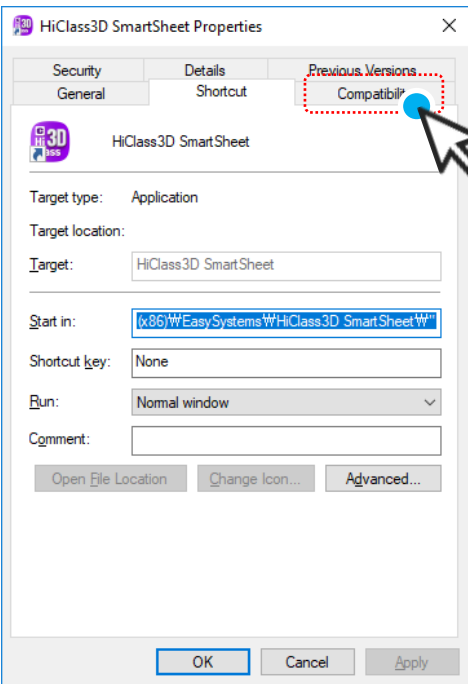 HiClass3D SmartSheet Properties
Security Details Previous Versions
General Shortcut Compatibilit
HiClass3D SmartSheet
Target type: Application
Target location:
Target: HiClass3D SmartSheet
Start in: (x86)₩EasySystems₩HiClass3D SmartSheet₩"
Shortcut key: None
Run: Normal window
Comment:
Open File Location Change Icon... Advanced...
OK Cancel Apply